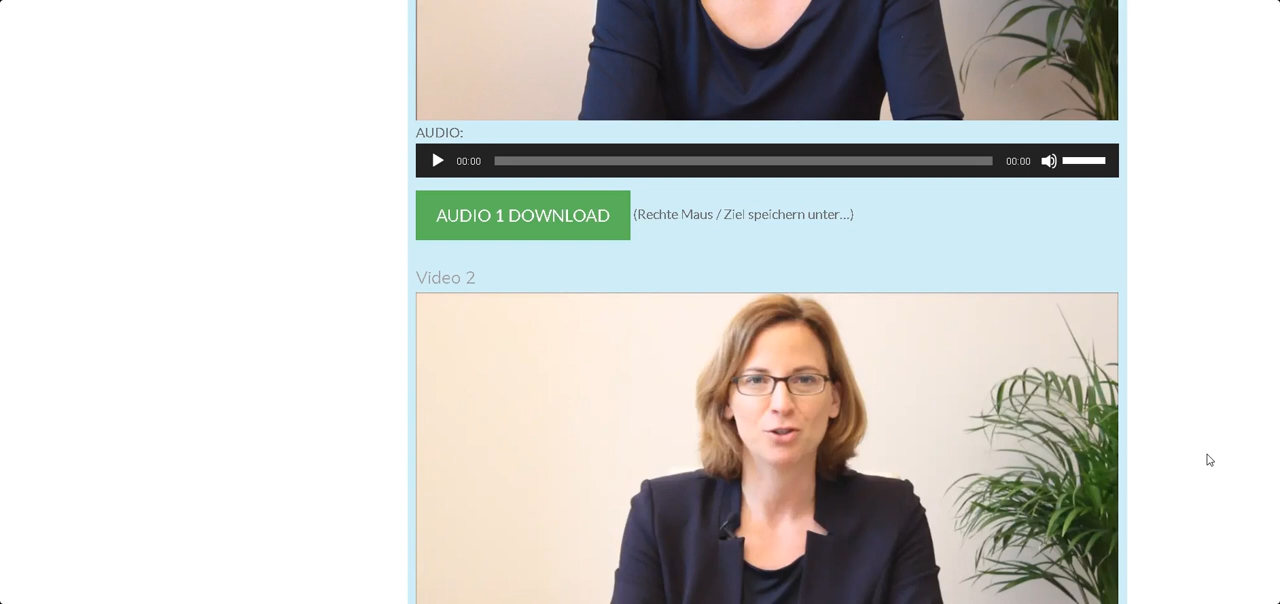 AUDIO:
00:00 00:00
AUDIO 1 DOWNLOAD (Rechte Maus / Ziel speichern unter...)
Video 2